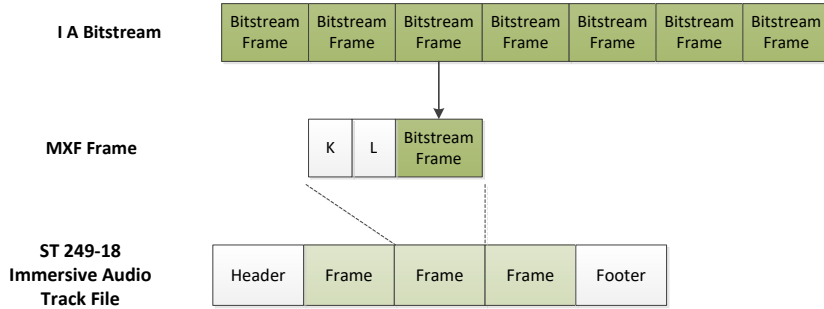 I A Bitstream
Bitstream Bitstream Bitstream Bitstream Bitstream Bitstream Bitstream
Frame Frame Frame Frame Frame Frame Frame
MXF Frame
K L Bitstream
Frame
ST 249-18
Immersive Audio
Track File
Header Frame Frame Frame Footer